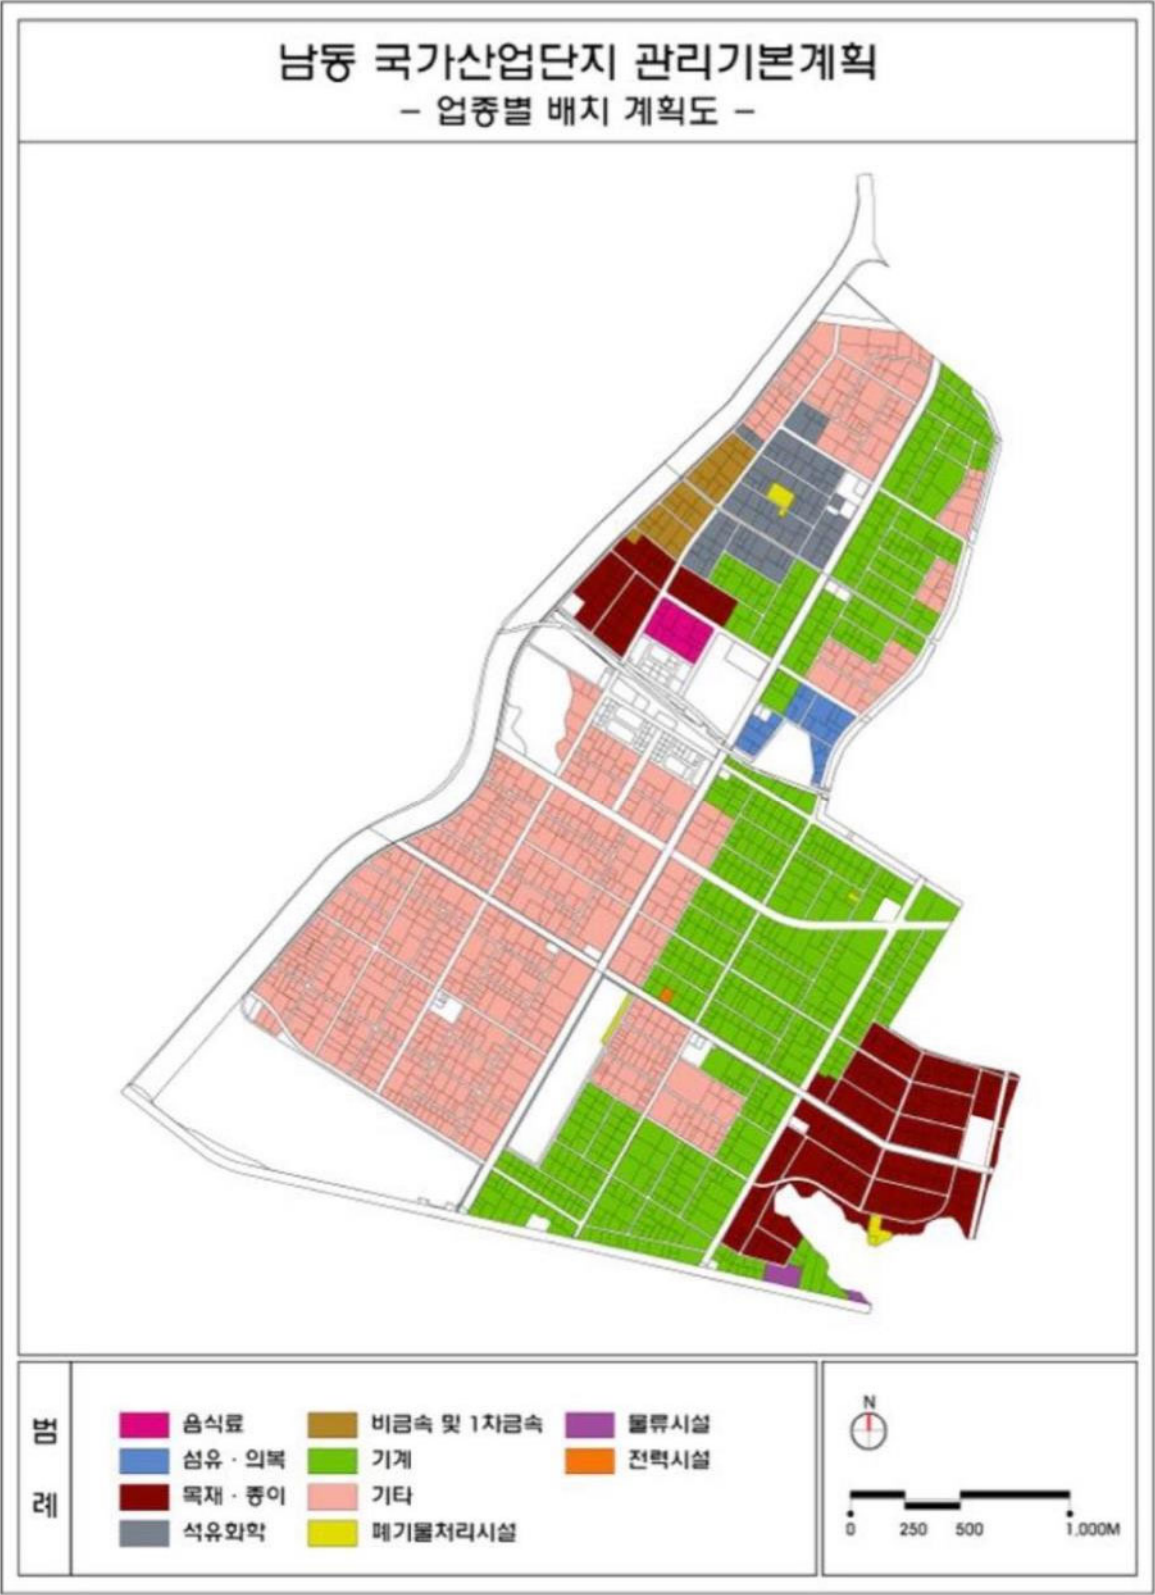 남동 국가산업단지 관리기본계획
- 업종별 배치 계획도 -
범례
음식료
섬유 · 의복
목재 · 종이
석유화학
비금속 및 1차금속
기계
기타
폐기물처리시설
물류시설
전력시설
N
0 250 500 1,000M